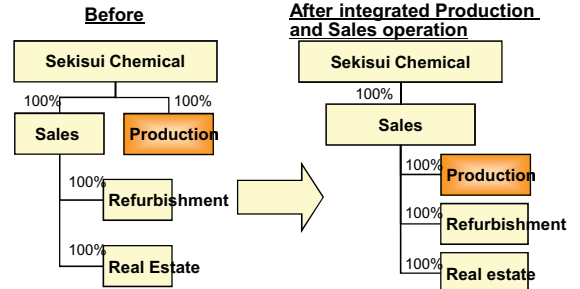 Before
Sekisui Chemical
100%
100%
Sales
Production
100%
Refurbishment
100%
Real Estate
After integrated Production
and Sales operation
Sekisui Chemical
100%
Sales
100%
Production
100%
Refurbishment
100%
Real estate